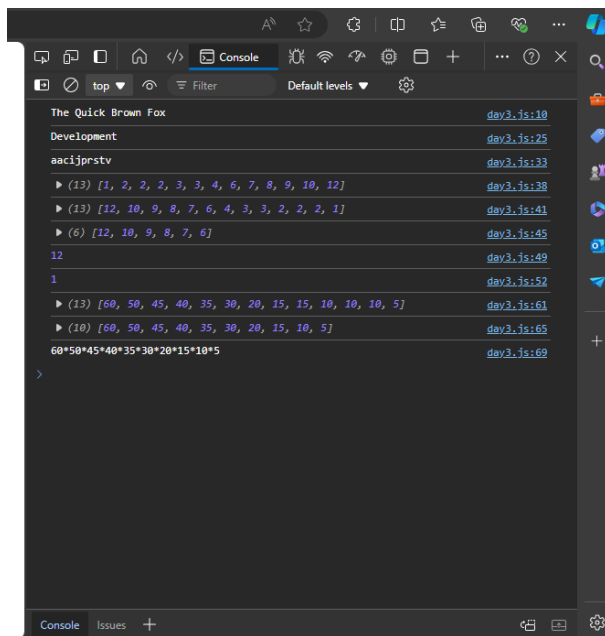 Console
top ▼
Filter
Default levels ▼
The Quick Brown Fox day3.js:10
Development day3.js:25
aacijprstv day3.js:33
▶ (13) [1, 2, 2, 2, 3, 3, 4, 6, 7, 8, 9, 10, 12] day3.js:38
▶ (13) [12, 10, 9, 8, 7, 6, 4, 3, 3, 2, 2, 2, 1] day3.js:41
▶ (6) [12, 10, 9, 8, 7, 6] day3.js:45
12 day3.js:49
1 day3.js:52
▶ (13) [60, 50, 45, 40, 35, 30, 20, 15, 15, 10, 10, 10, 5] day3.js:61
▶ (10) [60, 50, 45, 40, 35, 30, 20, 15, 10, 5] day3.js:65
60*50*45*40*35*30*20*15*10*5 day3.js:69
Console Issues